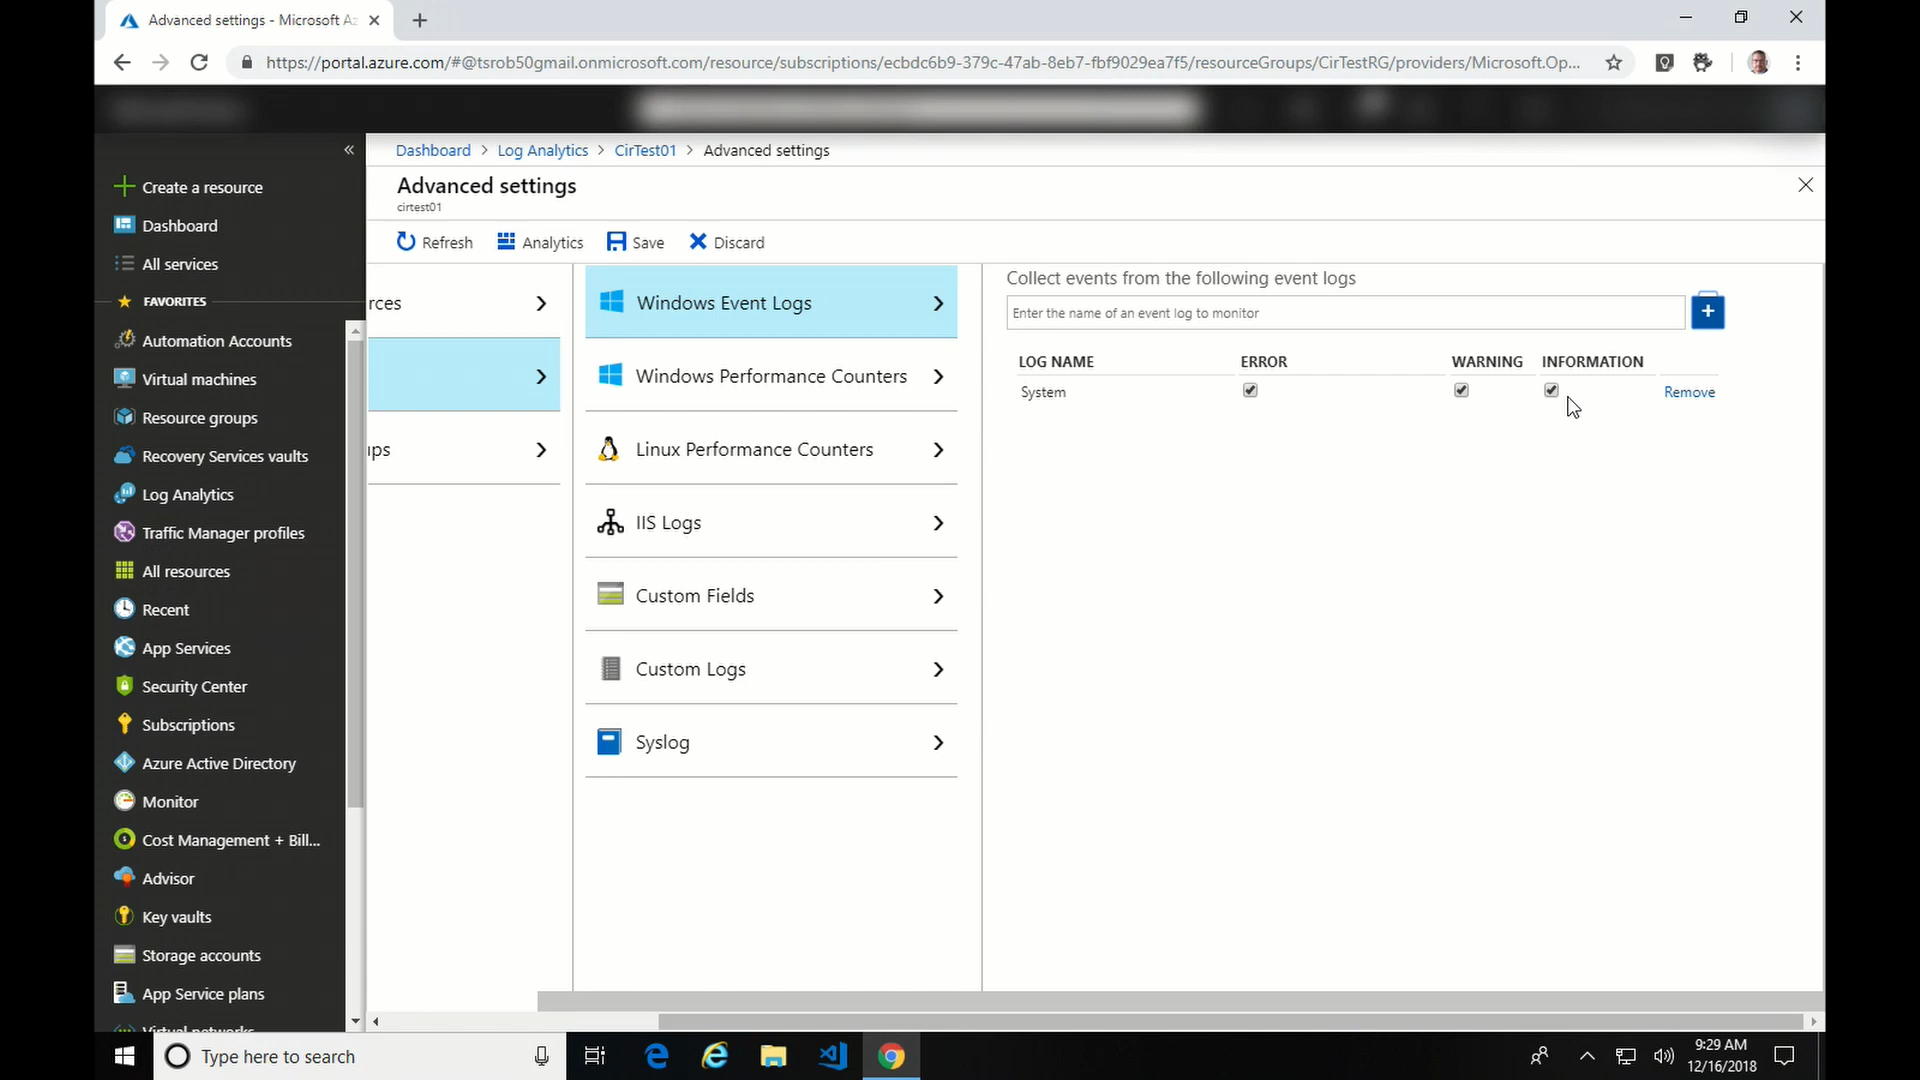 Advanced settings - Microsoft Az
https://portal.azure.com/#@tsrob50gmail.onmicrosoft.com/resource/subscriptions/ecbdc6b9-379c-47ab-8eb7-fbf9029ea7f5/resourceGroups/CirTestRG/providers/Microsoft.Op...
Dashboard > Log Analytics > CirTest01 > Advanced settings
Advanced settings
cirtest01
Refresh Analytics Save Discard
Create a resource
Dashboard
All services
FAVORITES
Automation Accounts
Virtual machines
Resource groups
Recovery Services vaults
Log Analytics
Traffic Manager profiles
All resources
Recent
App Services
Security Center
Subscriptions
Azure Active Directory
Monitor
Cost Management + Bill...
Advisor
Key vaults
Storage accounts
App Service plans
Virtual networks
rces
ups
Windows Event Logs
Windows Performance Counters
Linux Performance Counters
IIS Logs
Custom Fields
Custom Logs
Syslog
Collect events from the following event logs
Enter the name of an event log to monitor
LOG NAME ERROR WARNING INFORMATION
System Remove
Type here to search
9:29 AM
12/16/2018